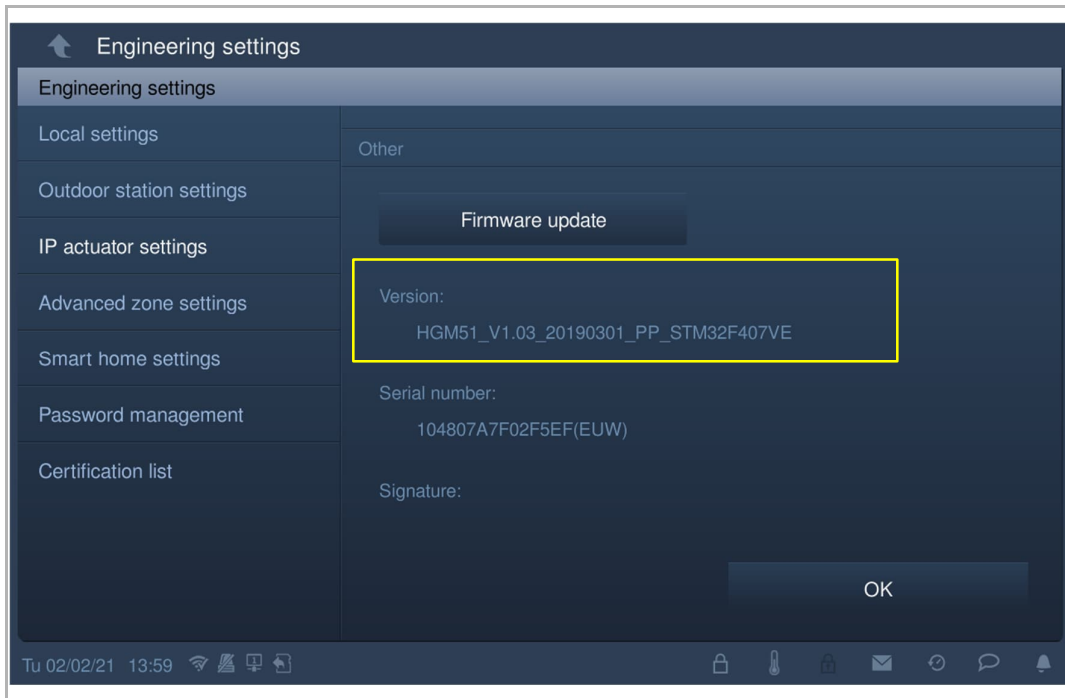 Engineering settings
Engineering settings
Local settings
Outdoor station settings
IP actuator settings
Advanced zone settings
Smart home settings
Password management
Certification list
Other
Firmware update
Version:
HGM51_V1.03_20190301_PP_STM32F407VE
Serial number:
104807A7F02F5EF(EUW)
Signature:
OK
Tu 02/02/21 13:59